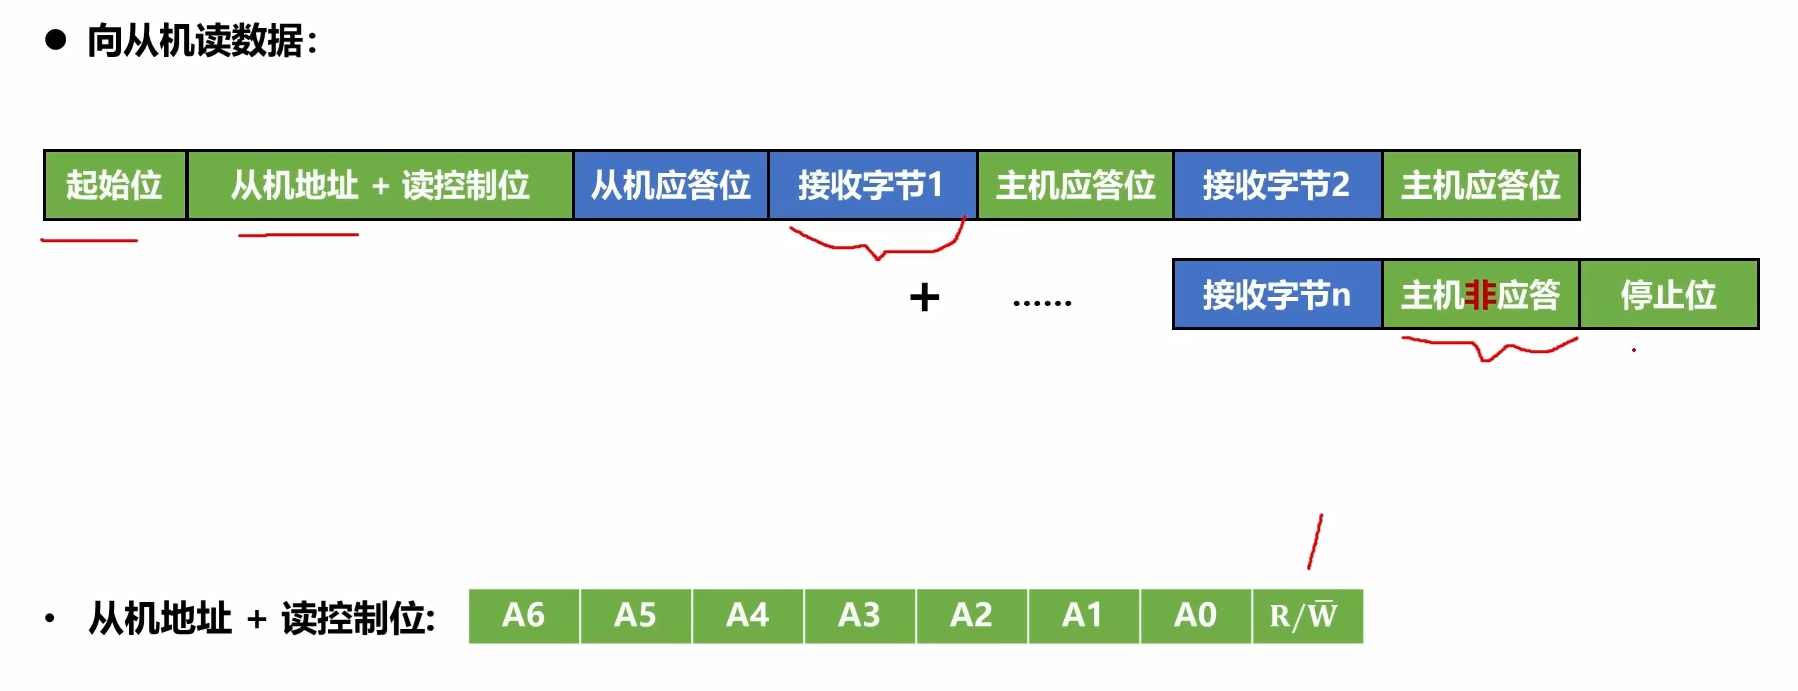 ● 向从机读数据：
起始位 从机地址 + 读控制位 从机应答位 接收字节1 主机应答位 接收字节2 主机应答位
+ …… 接收字节n 主机非应答 停止位
• 从机地址 + 读控制位: A6 A5 A4 A3 A2 A1 A0 R/W̅